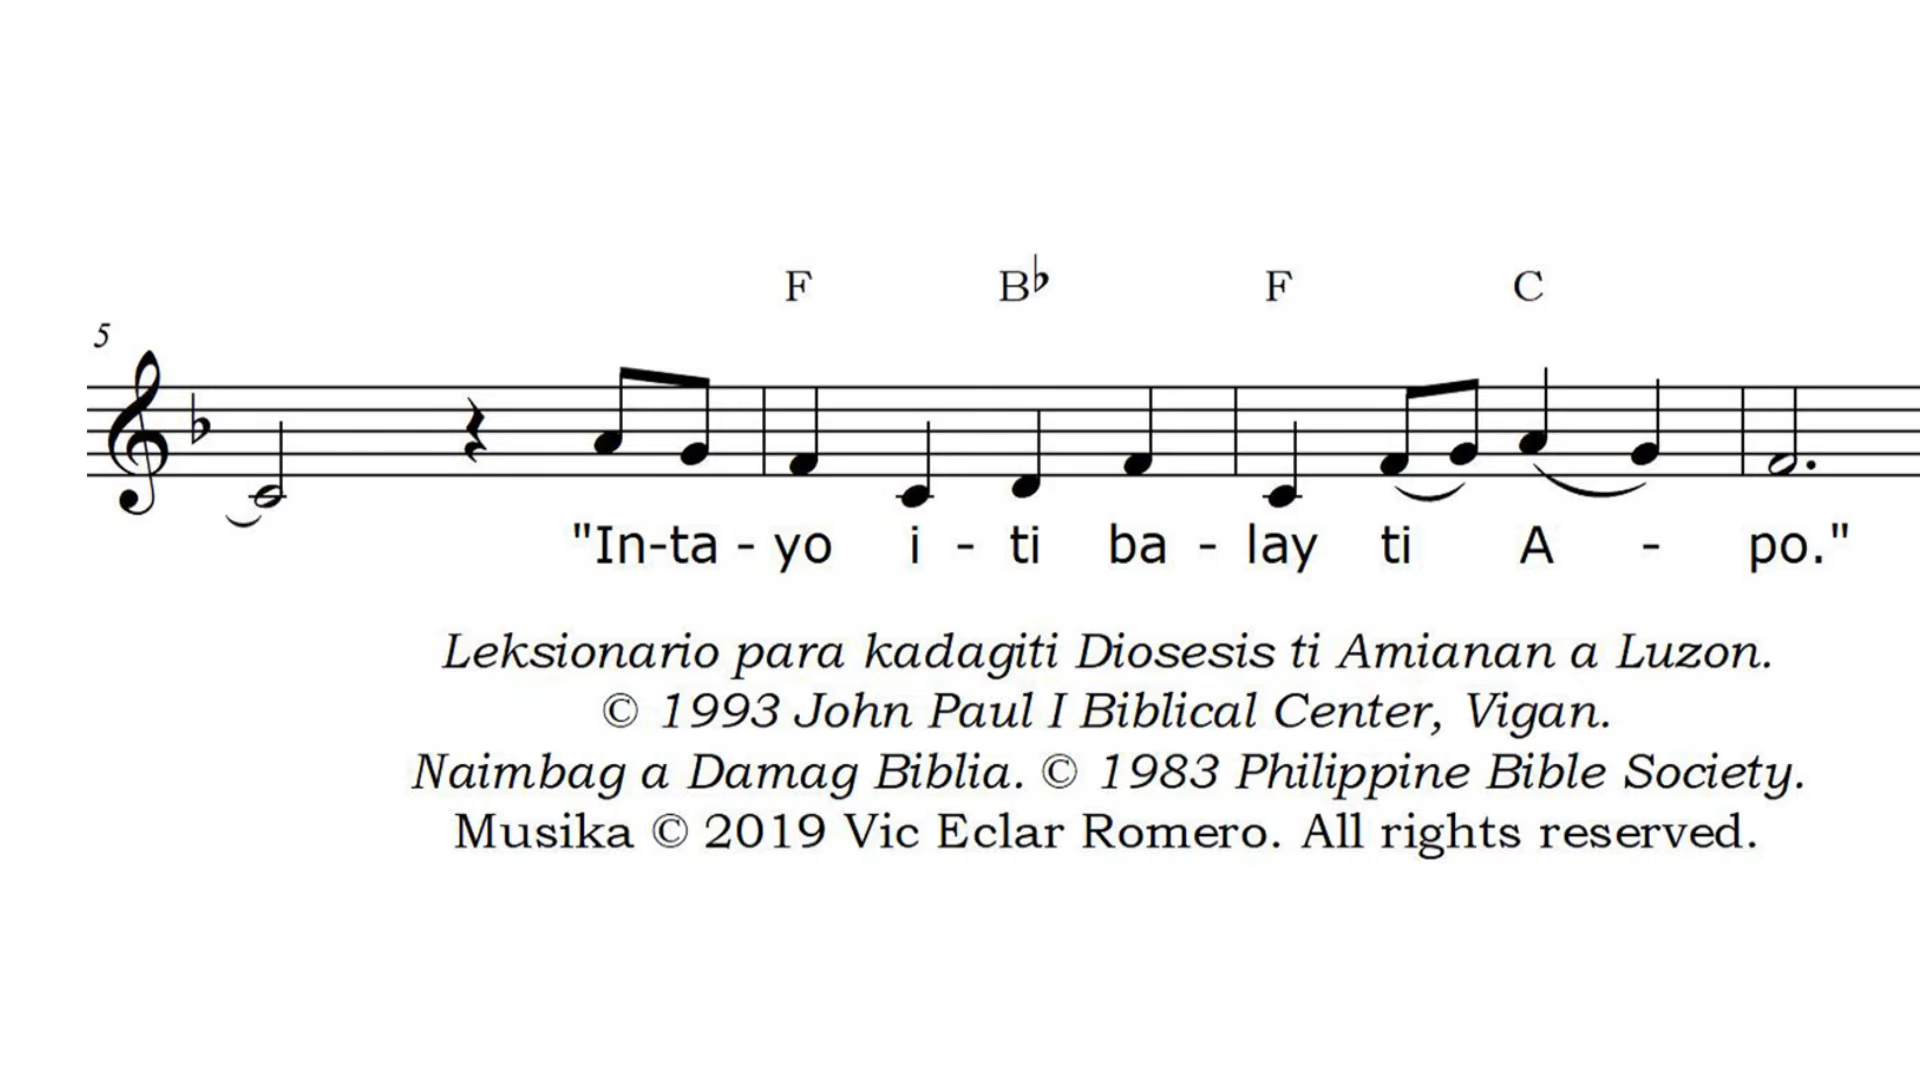 F B♭ F C
5
"In-ta - yo i - ti ba - lay ti A - po."
Leksionario para kadagiti Diosesis ti Amianan a Luzon.
© 1993 John Paul I Biblical Center, Vigan.
Naimbag a Damag Biblia. © 1983 Philippine Bible Society.
Musika © 2019 Vic Eclar Romero. All rights reserved.